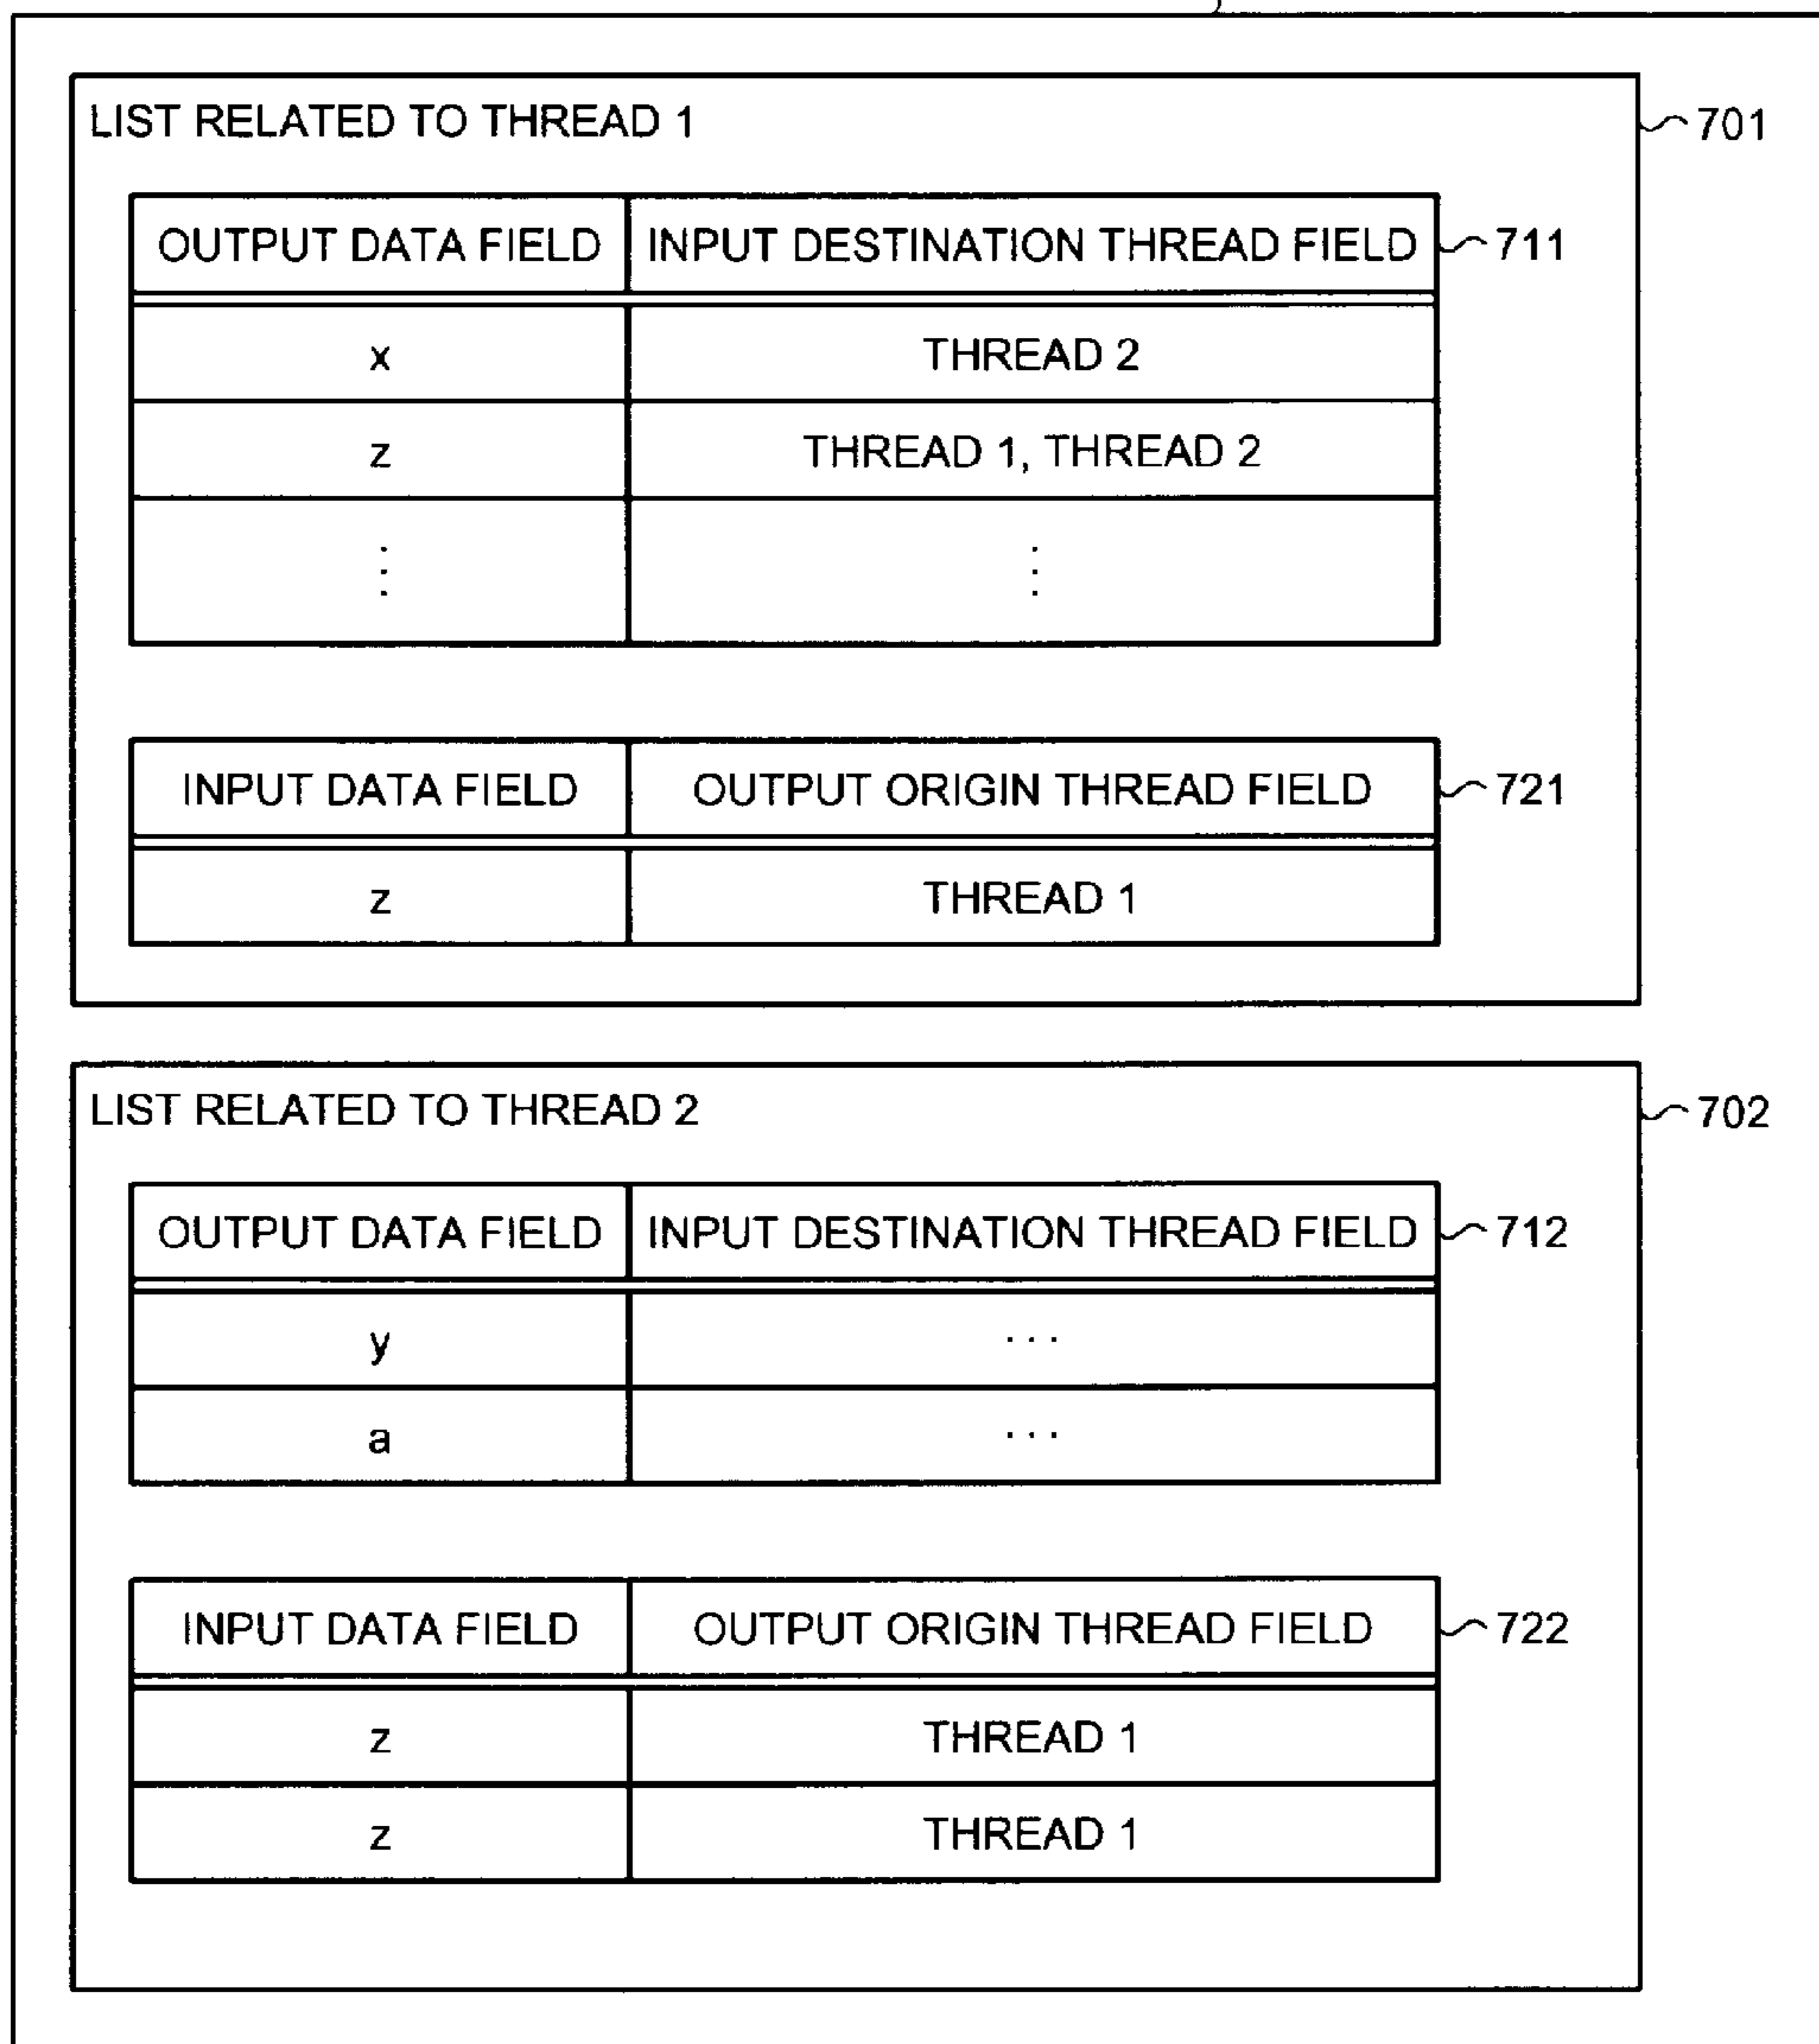 LIST RELATED TO THREAD 1
701
OUTPUT DATA FIELD INPUT DESTINATION THREAD FIELD 711
x THREAD 2
z THREAD 1, THREAD 2
⋮ ⋮
INPUT DATA FIELD OUTPUT ORIGIN THREAD FIELD 721
z THREAD 1
LIST RELATED TO THREAD 2
702
OUTPUT DATA FIELD INPUT DESTINATION THREAD FIELD 712
y ...
a ...
INPUT DATA FIELD OUTPUT ORIGIN THREAD FIELD 722
z THREAD 1
z THREAD 1